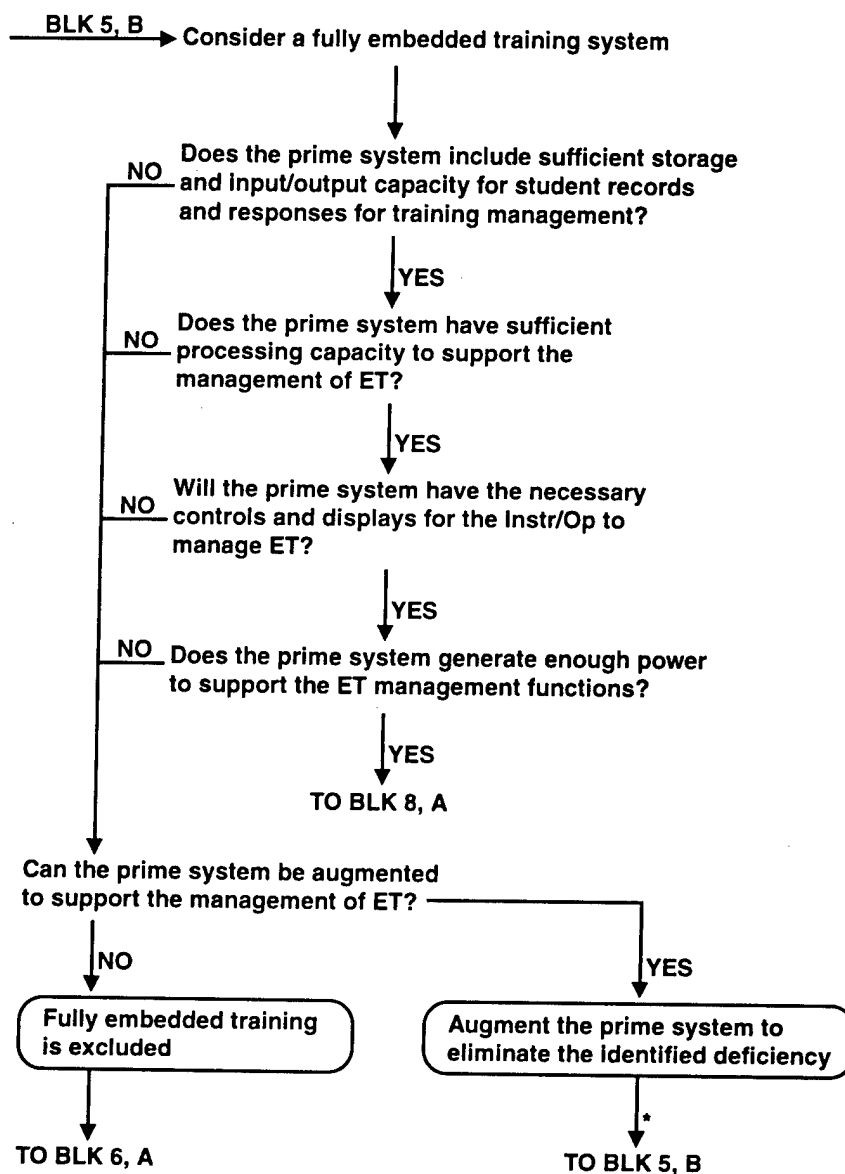 BLK 5, B
Consider a fully embedded training system
Does the prime system include sufficient storage
NO
and input/output capacity for student records
and responses for training management?
YES
Does the prime system have sufficient
NO
processing capacity to support the
management of ET?
YES
Will the prime system have the necessary
NO
controls and displays for the Instr/Op to
manage ET?
YES
NO
Does the prime system generate enough power
to support the ET management functions?
YES
TO BLK 8, A
Can the prime system be augmented
to support the management of ET?
NO
YES
Fully embedded training
is excluded
Augment the prime system to
eliminate the identified deficiency
*
TO BLK 6, A
TO BLK 5, B